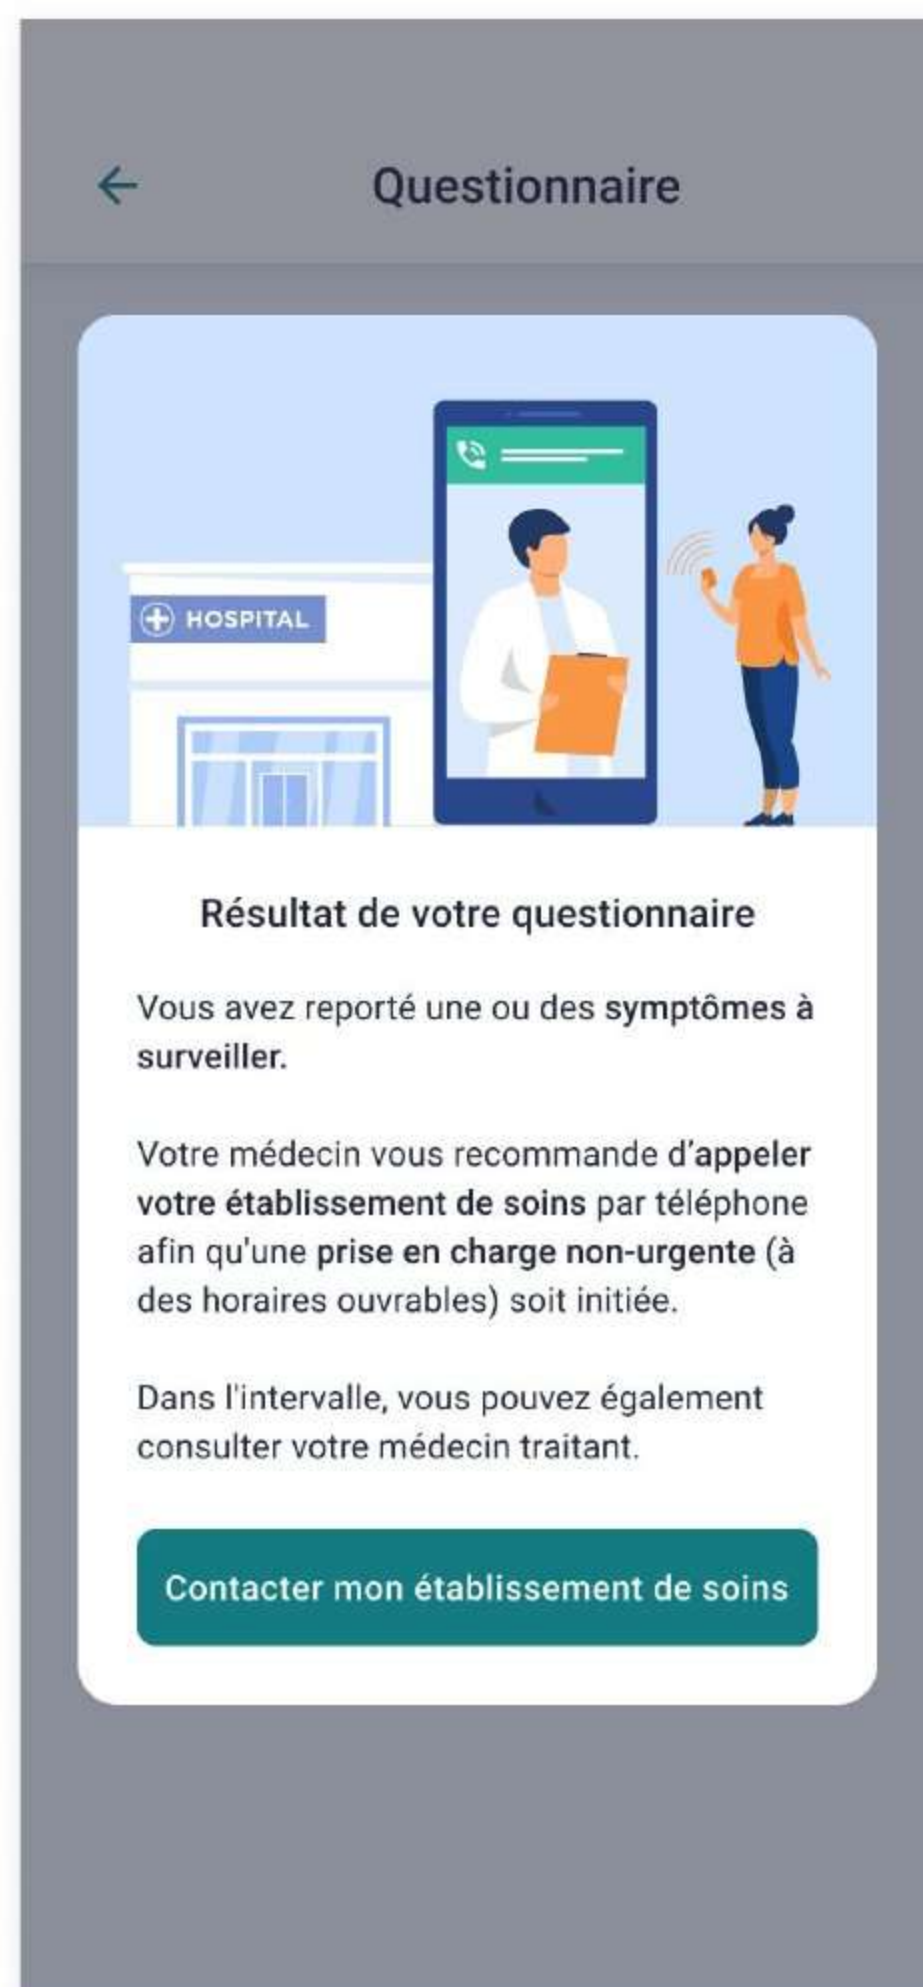 Questionnaire
HOSPITAL
Résultat de votre questionnaire
Vous avez reporté une ou des symptômes à
surveiller.
Votre médecin vous recommande d'appeler
votre établissement de soins par téléphone
afin qu'une prise en charge non-urgente (à
des horaires ouvrables) soit initiée.
Dans l'intervalle, vous pouvez également
consulter votre médecin traitant.
Contacter mon établissement de soins